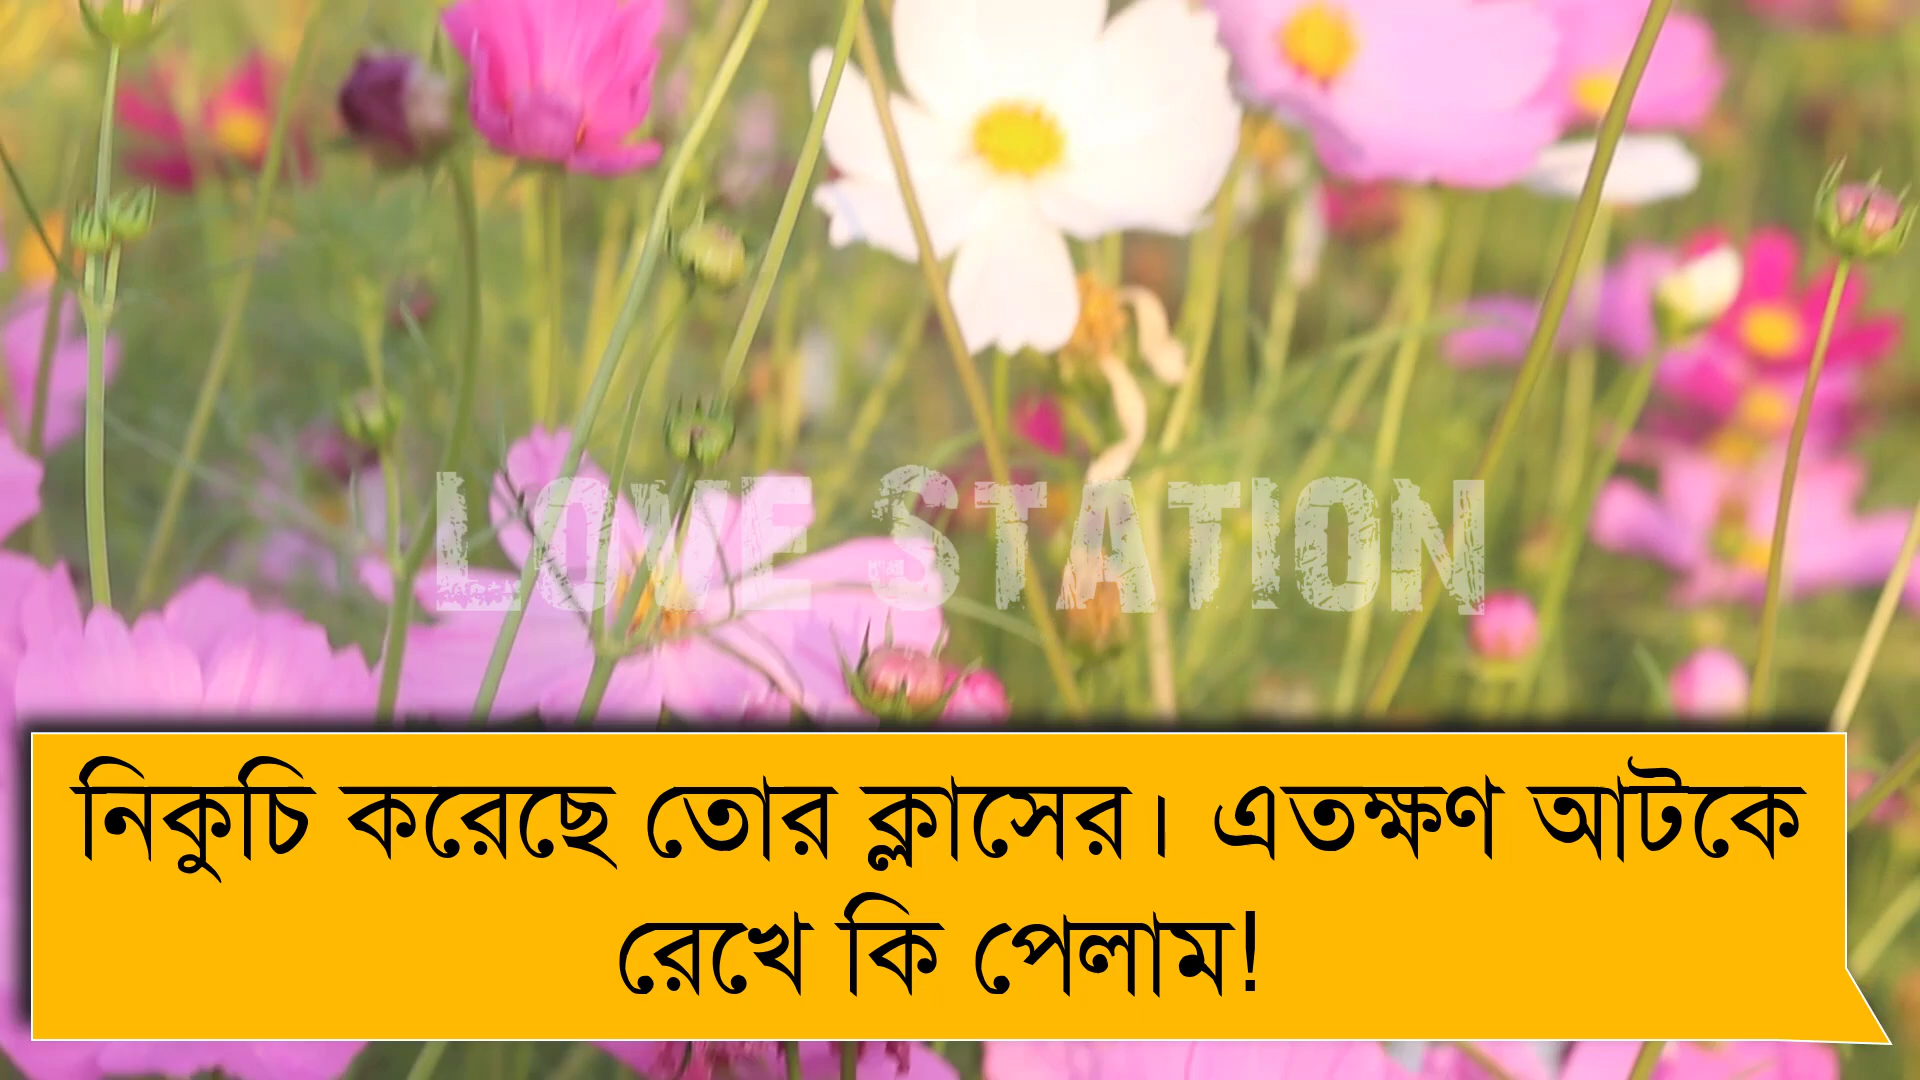 LOVE STATION
নিকুচি করেছে তোর ক্লাসের। এতক্ষণ আটকে
রেখে কি পেলাম!